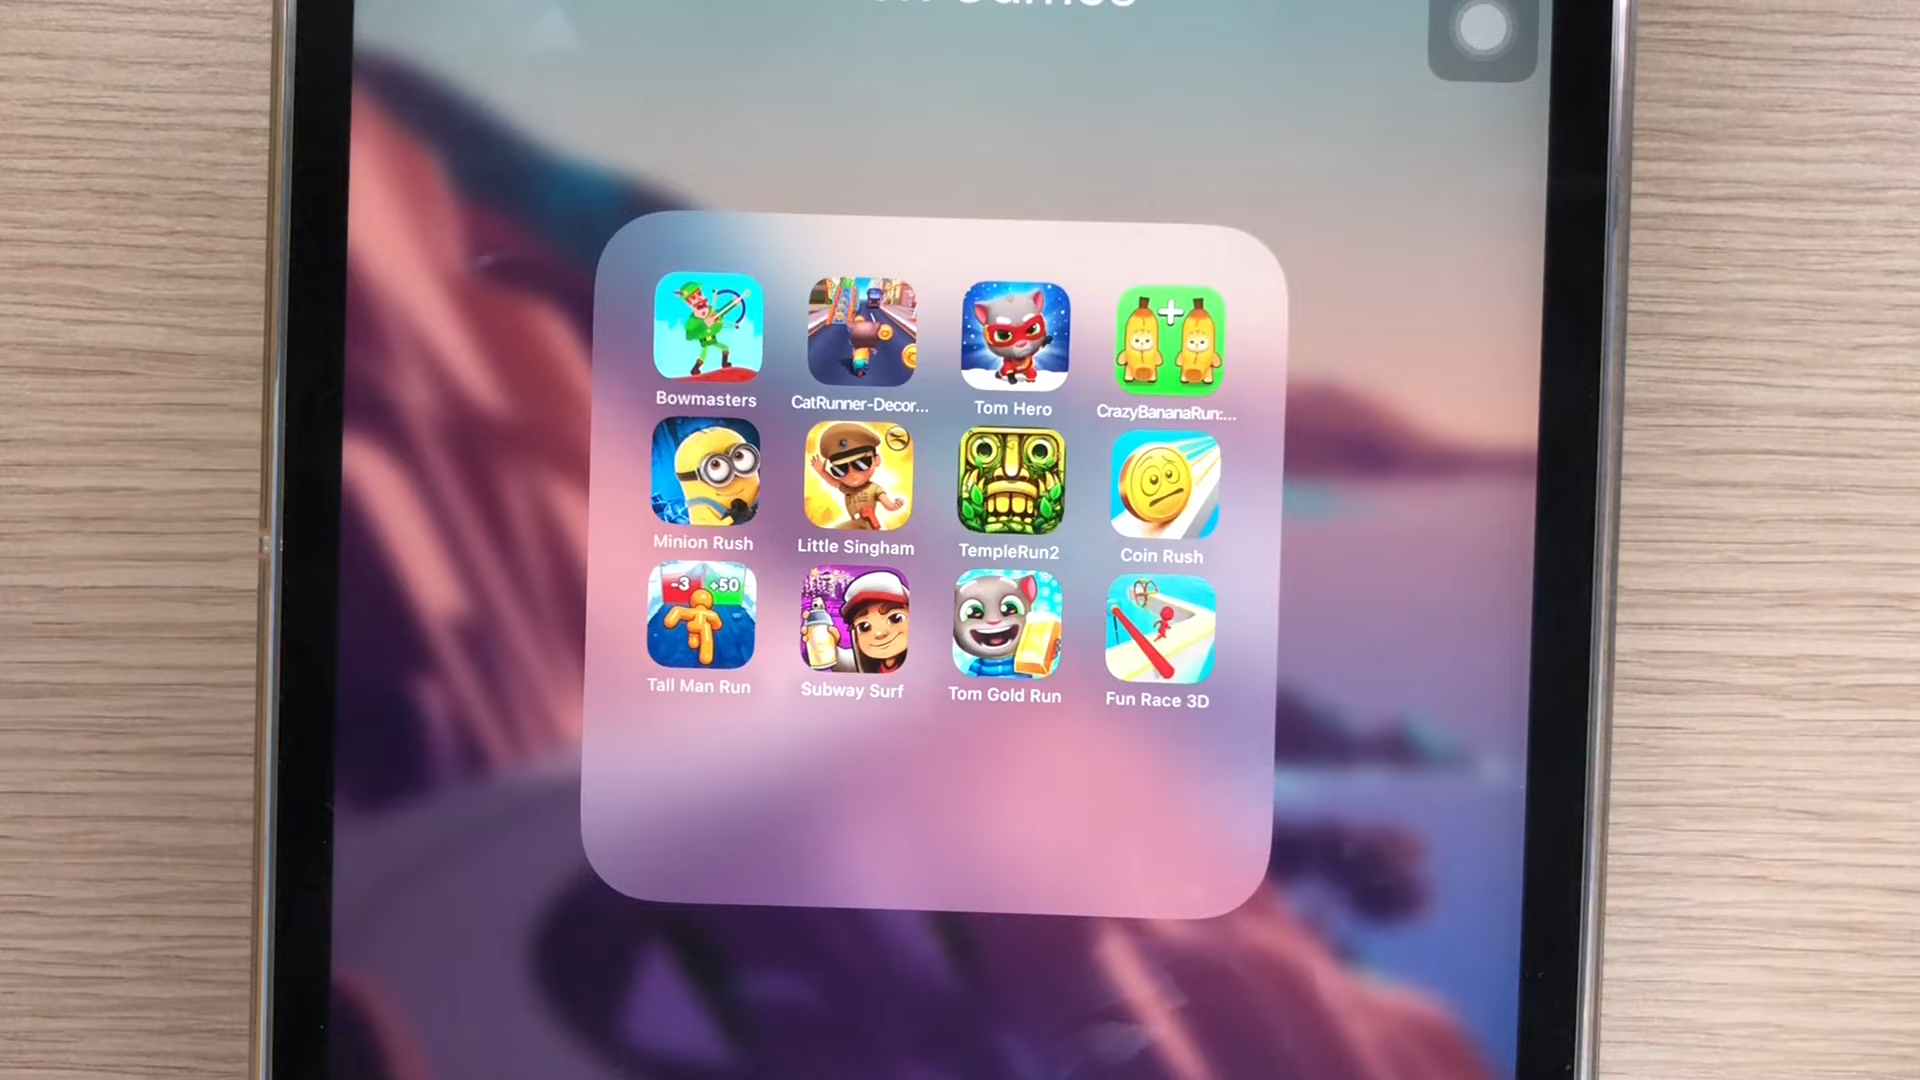 Games
Bowmasters
CatRunner-Decor...
Tom Hero
CrazyBananaRun:...
Minion Rush
Little Singham
TempleRun2
Coin Rush
-3 +50
Tall Man Run
Subway Surf
Tom Gold Run
Fun Race 3D